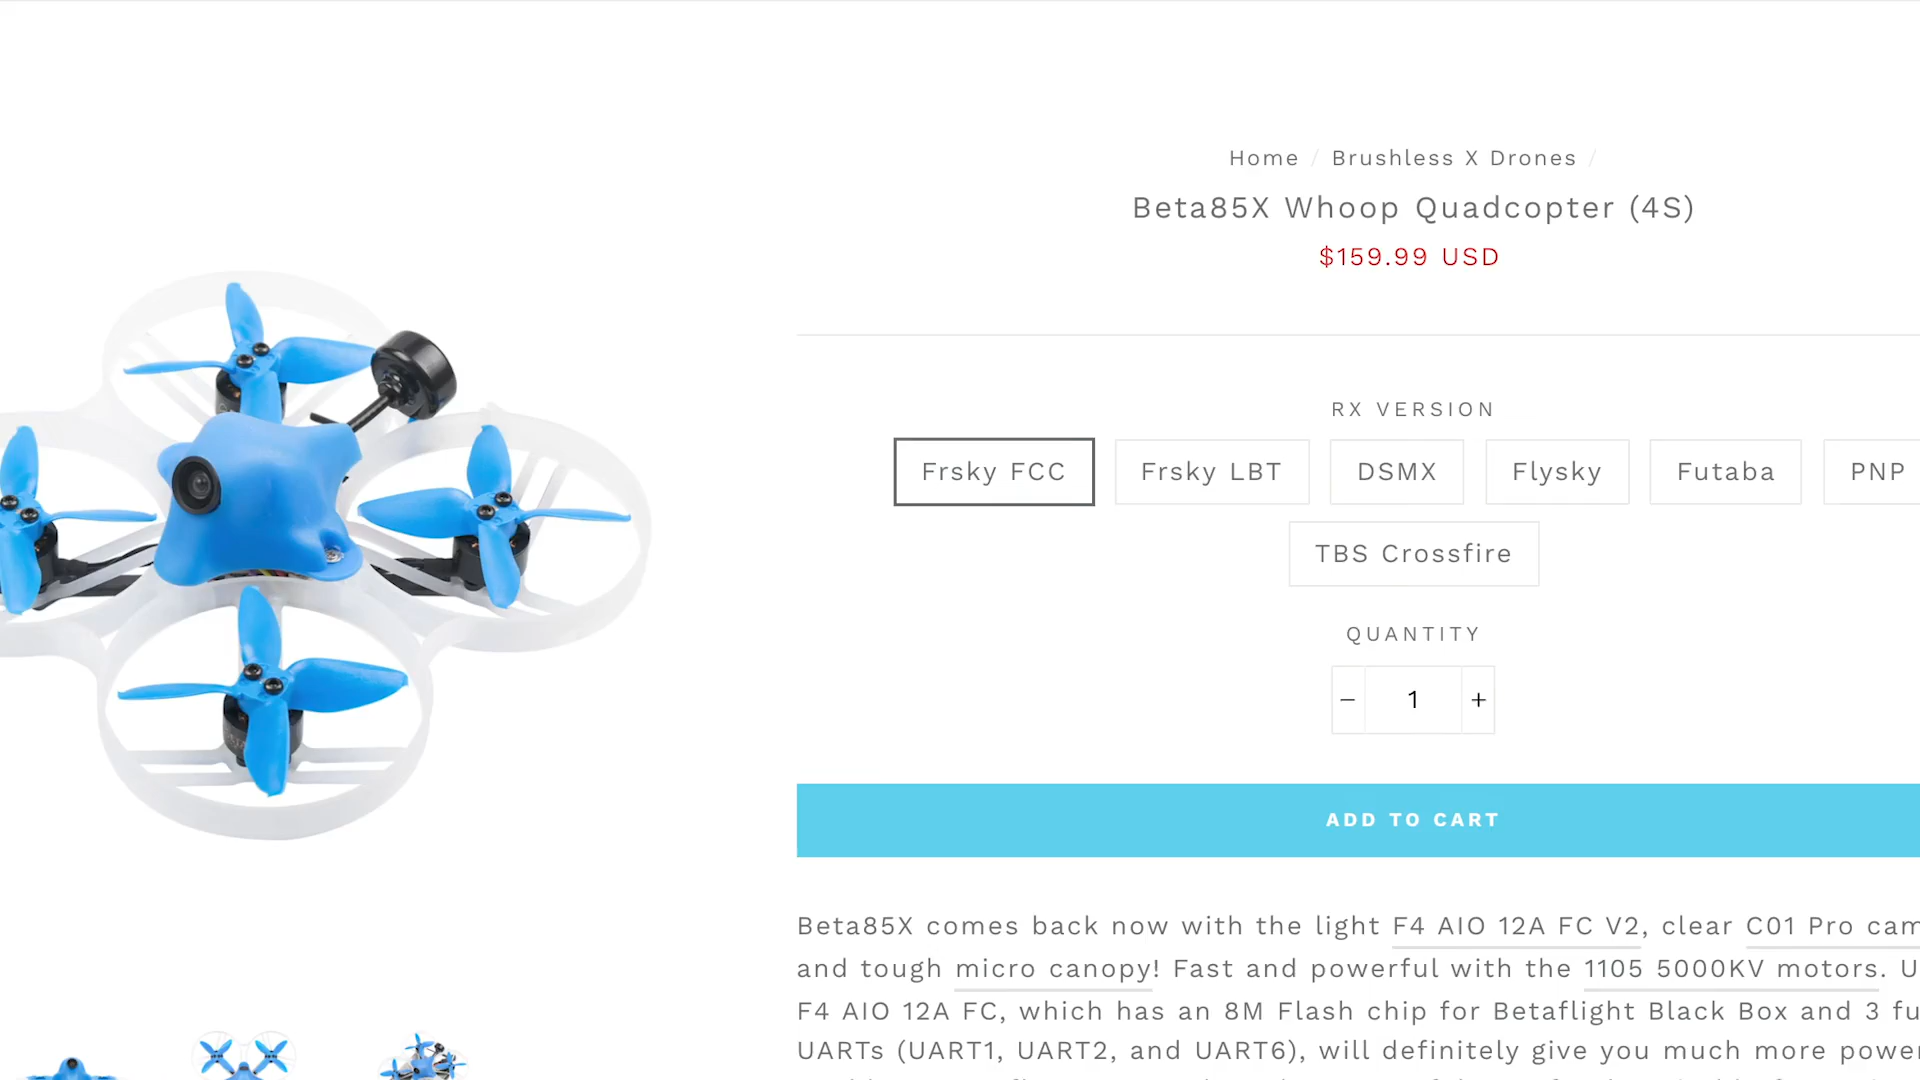 Home / Brushless X Drones /
Beta85X Whoop Quadcopter (4S)
$159.99 USD
RX VERSION
Frsky FCC Frsky LBT DSMX Flysky Futaba PNP
TBS Crossfire
QUANTITY
− 1 +
ADD TO CART
Beta85X comes back now with the light F4 AIO 12A FC V2, clear C01 Pro cam
and tough micro canopy! Fast and powerful with the 1105 5000KV motors. U
F4 AIO 12A FC, which has an 8M Flash chip for Betaflight Black Box and 3 fu
UARTs (UART1, UART2, and UART6), will definitely give you much more power